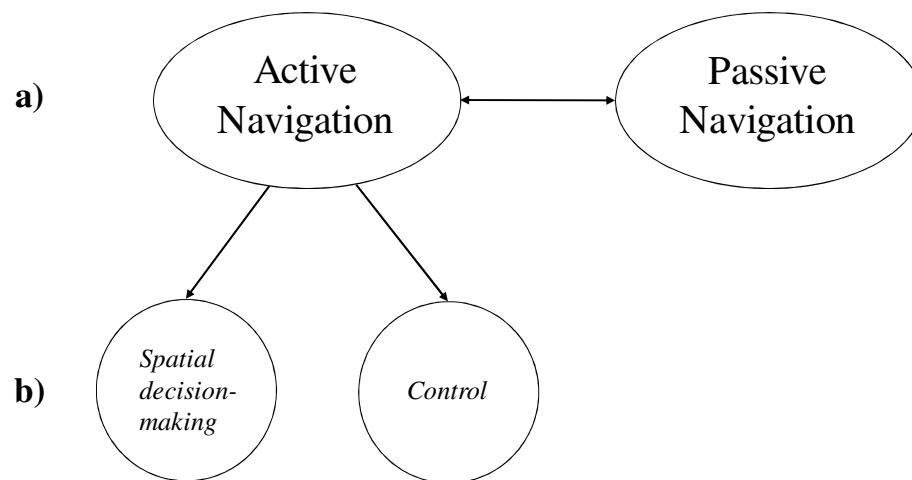 a)
Active
Navigation
Passive
Navigation
b)
Spatial
decision-
making
Control